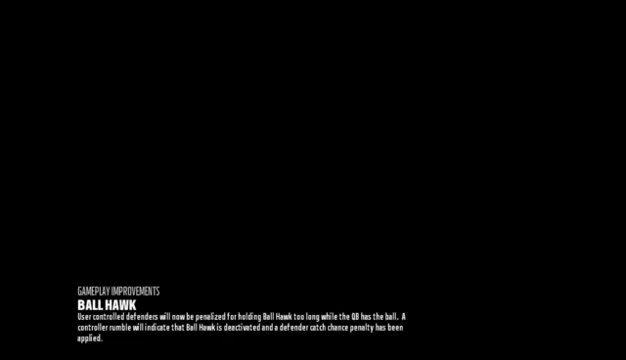 GAMEPLAY IMPROVEMENTS
BALL HAWK
User controlled defenders will now be penalized for holding Ball Hawk too long while the QB has the ball. A
controller rumble will indicate that Ball Hawk is deactivated and a defender catch chance penalty has been
applied.